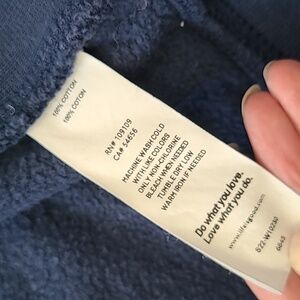 100% COTTON
100% COTTON
RN# 109109
CA# 54656
MACHINE WASH COLD
WITH LIKE COLORS
ONLY NON-CHLORINE
BLEACH WHEN NEEDED
TUMBLE DRY LOW
WARM IRON IF NEEDED
Do what you love.
Love what you do.
www.lifeisgood.com